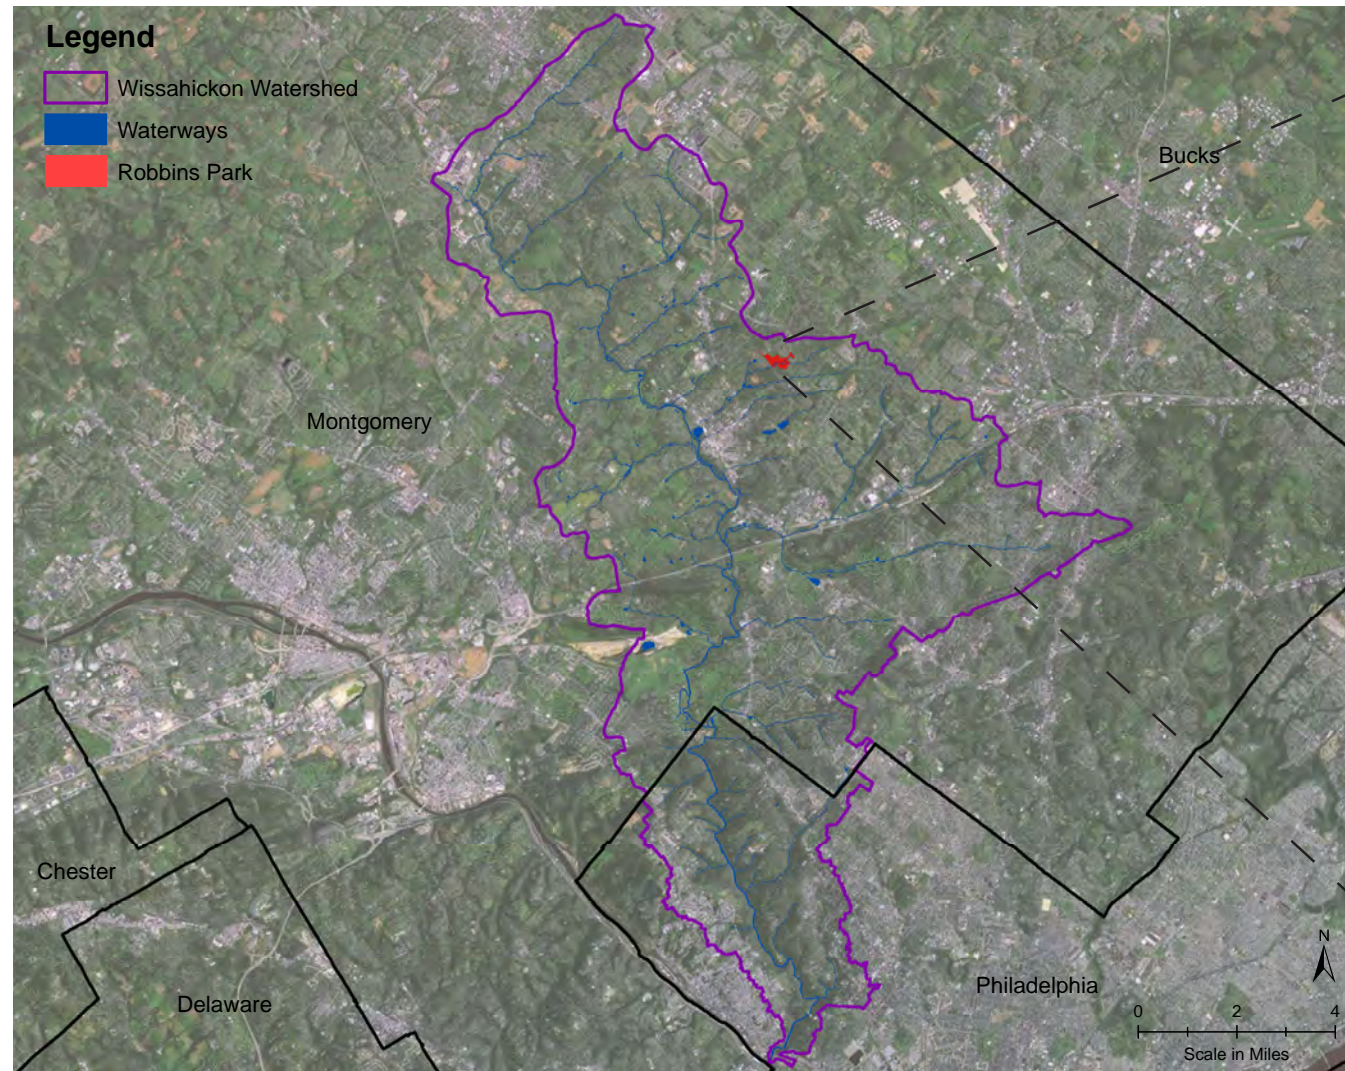 Legend
Wissahickon Watershed
Waterways
Robbins Park
Bucks
Montgomery
Chester
Delaware
Philadelphia
N
0 2 4
Scale in Miles